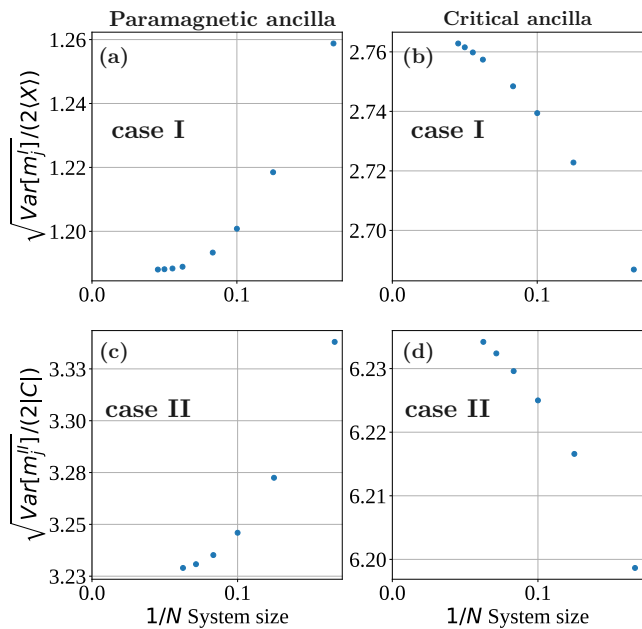 Paramagnetic ancilla
Critical ancilla
√Var[m_j^I]/(2⟨X⟩)
(a)
case I
1.26
1.24
1.22
1.20
0.0
0.1
(b)
case I
2.76
2.74
2.72
2.70
0.0
0.1
√Var[m_j^II]/(2|C|)
(c)
case II
3.33
3.30
3.28
3.25
3.23
0.0
0.1
1/N System size
(d)
case II
6.23
6.22
6.21
6.20
0.0
0.1
1/N System size